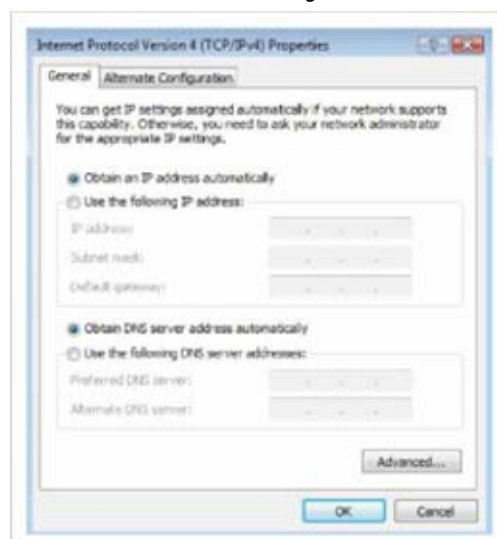 Internet Protocol Version 4 (TCP/IPv4) Properties
General
Alternate Configuration
You can get IP settings assigned automatically if your network supports
this capability. Otherwise, you need to ask your network administrator
for the appropriate IP settings.
Obtain an IP address automatically
Use the following IP address:
IP address:
Subnet mask:
Default gateway:
Obtain DNS server address automatically
Use the following DNS server addresses:
Preferred DNS server:
Alternate DNS server:
Advanced...
OK
Cancel